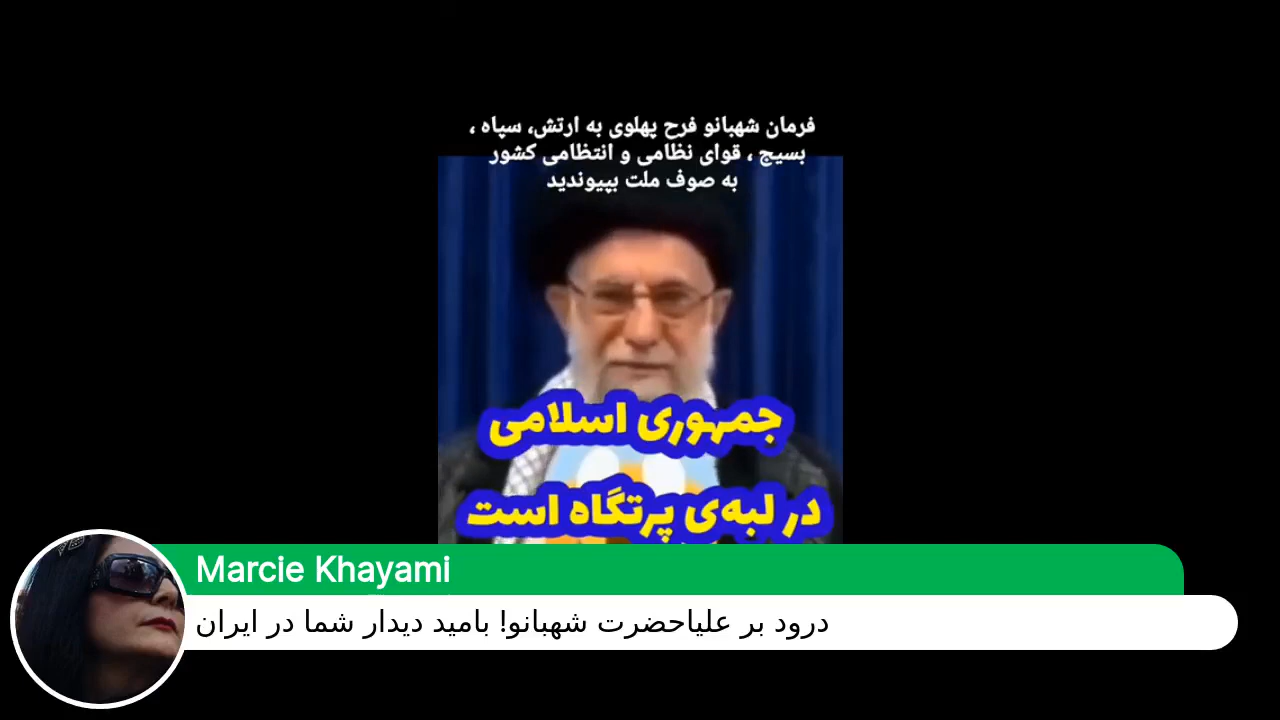 فرمان شهبانو فرح پهلوی به ارتش، سپاه ،
بسیج ، قوای نظامی و انتظامی کشور
به صوف ملت بپیوندید
جمهوری اسلامی
در لبه‌ی پرتگاه است
Marcie Khayami
درود بر علیاحضرت شهبانو! بامید دیدار شما در ایران